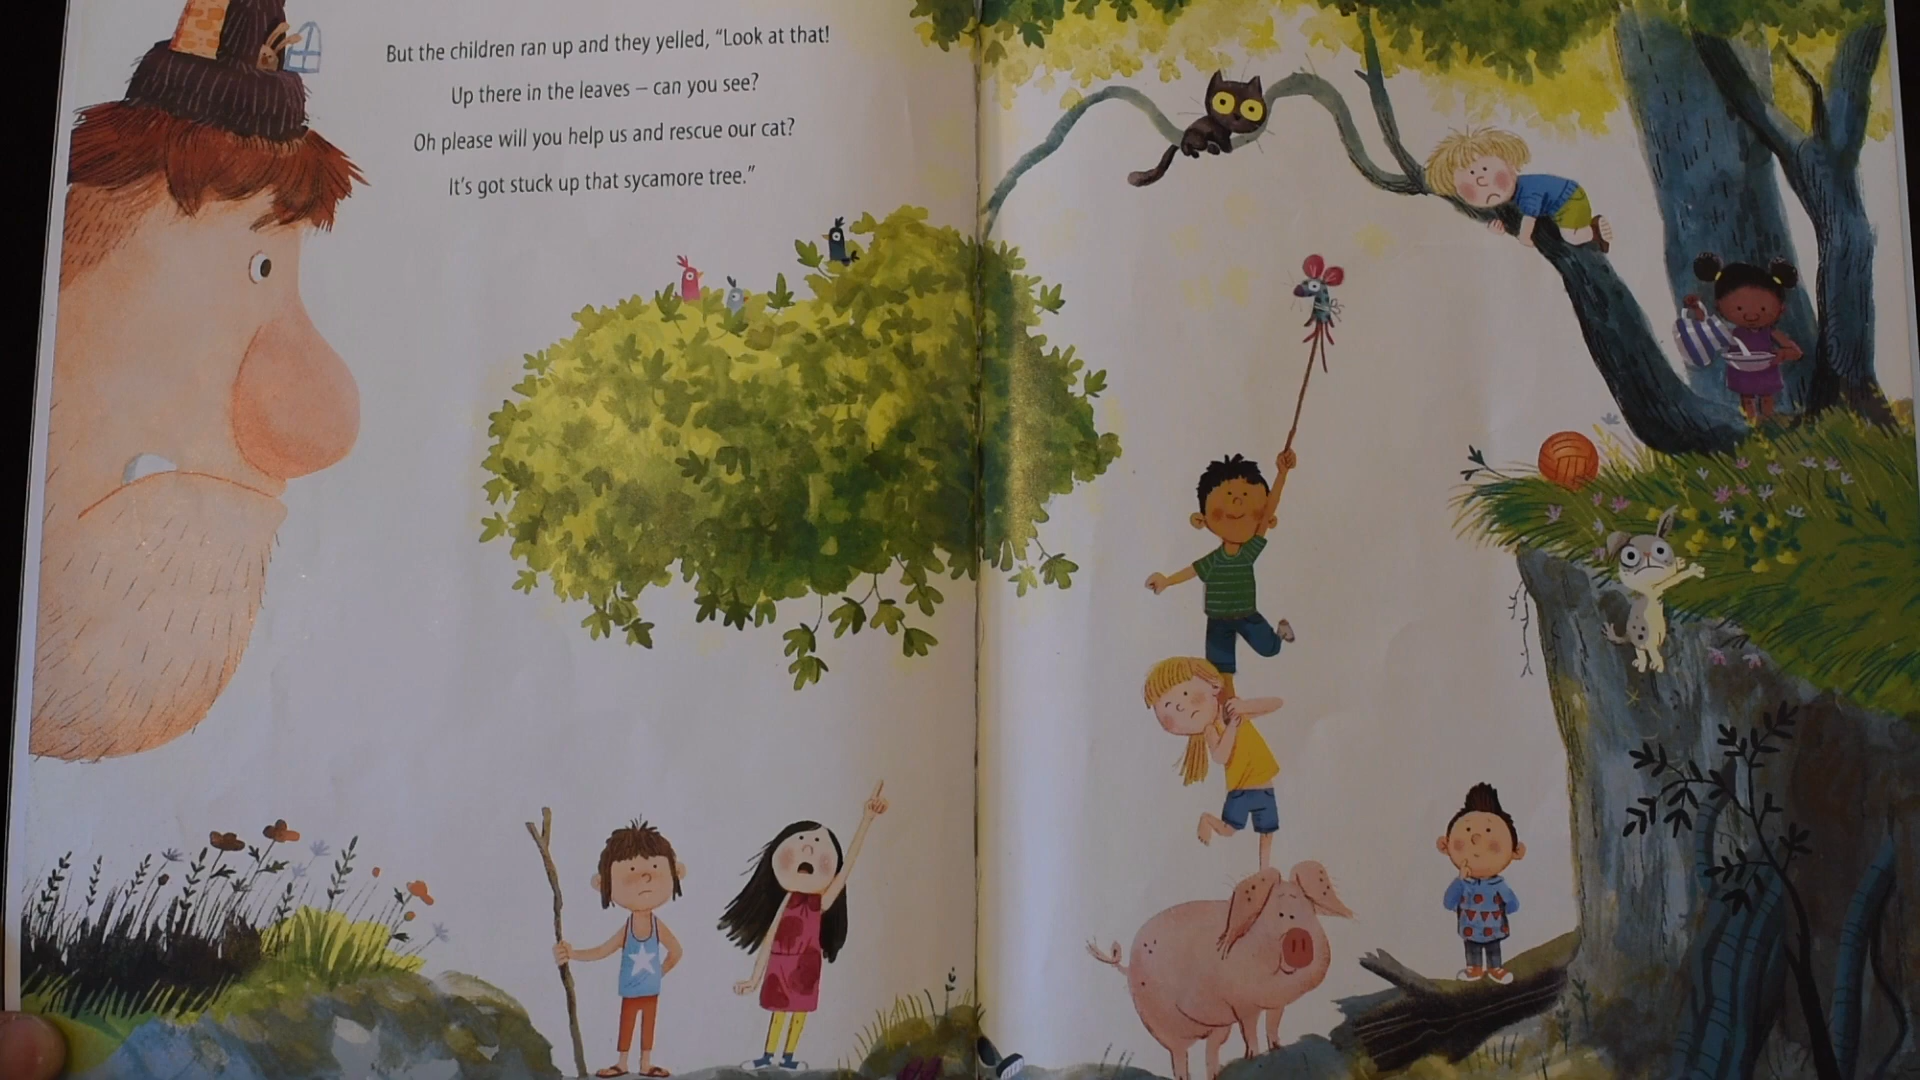 But the children ran up and they yelled, “Look at that!
Up there in the leaves – can you see?
Oh please will you help us and rescue our cat?
It’s got stuck up that sycamore tree.”